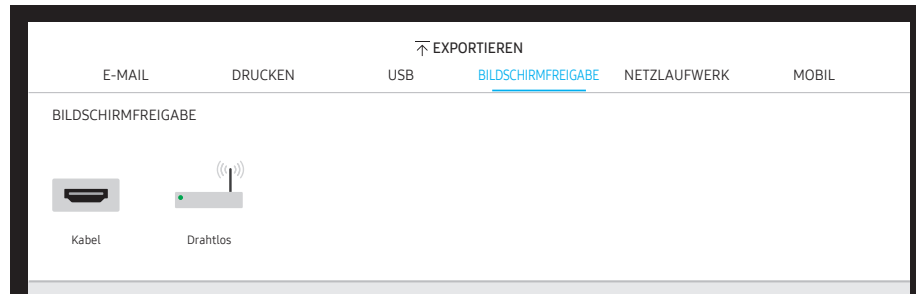 EXPORTIEREN
E-MAIL DRUCKEN USB BILDSCHIRMFREIGABE NETZLAUFWERK MOBIL
BILDSCHIRMFREIGABE
Kabel Drahtlos